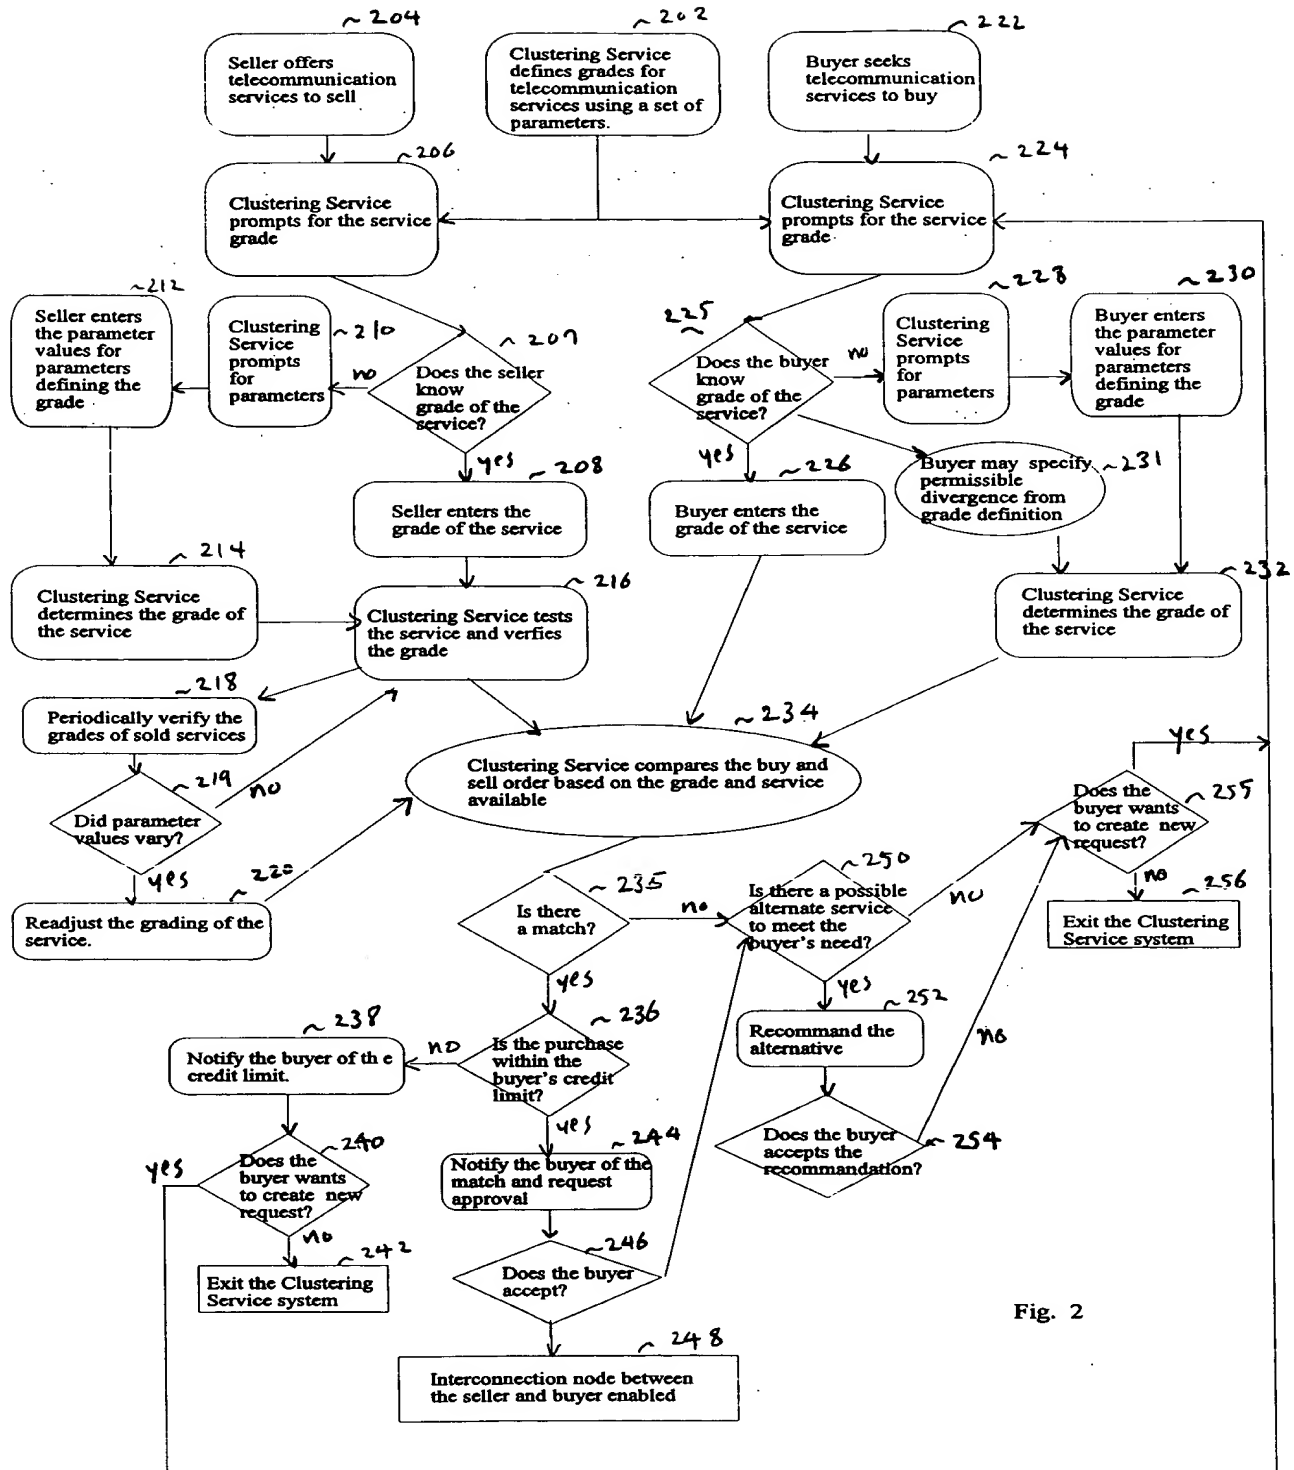 ~204
~202
~222
Seller offers
telecommunication
services to sell
Clustering Service
defines grades for
telecommunication
services using a set of
parameters.
Buyer seeks
telecommunication
services to buy
~206
~224
Clustering Service
prompts for the service
grade
Clustering Service
prompts for the service
grade
~212
~210
~207
225
~228
~230
Seller enters
the parameter
values for
parameters
defining the
grade
Clustering
Service
prompts
for
parameters
no
Does the seller
know
grade of the
service?
Does the buyer
know
grade of the
service?
no
Clustering
Service
prompts
for
parameters
Buyer enters
the parameter
values for
parameters
defining the
grade
yes
~208
yes
~226
Buyer may specify
permissible
divergence from
grade definition
~231
Seller enters the
grade of the service
Buyer enters the
grade of the service
~214
~216
~232
Clustering Service
determines the grade of
the service
Clustering Service tests
the service and verfies
the grade
Clustering Service
determines the grade of
the service
~218
Periodically verify the
grades of sold services
~234
Clustering Service compares the buy and
sell order based on the grade and service
available
yes
~219
no
Did parameter
values vary?
Does the
buyer wants
to create new
request?
~255
yes
~220
Readjust the grading of the
service.
~235
Is there
a match?
no
~250
Is there a possible
alternate service
to meet the
buyer's need?
no
no
~256
Exit the Clustering
Service system
yes
yes
~252
~238
Notify the buyer of th e
credit limit.
no
~236
Is the purchase
within the
buyer's credit
limit?
Recommand the
alternative
no
yes
~244
~240
yes
Does the
buyer wants
to create new
request?
Notify the buyer of the
match and request
approval
Does the buyer
accepts the
recommandation?
~254
no
~242
Exit the Clustering
Service system
~246
Does the buyer
accept?
Fig. 2
~248
Interconnection node between
the seller and buyer enabled